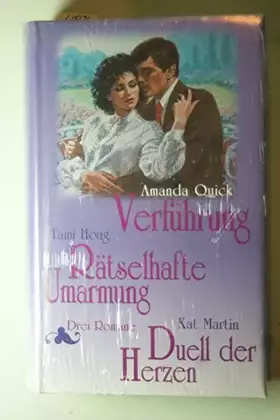 Amanda Quick
Verführung
Tami Hoag
Rätselhafte
Umarmung
Drei Romane
Kat Martin
Duell der
Herzen